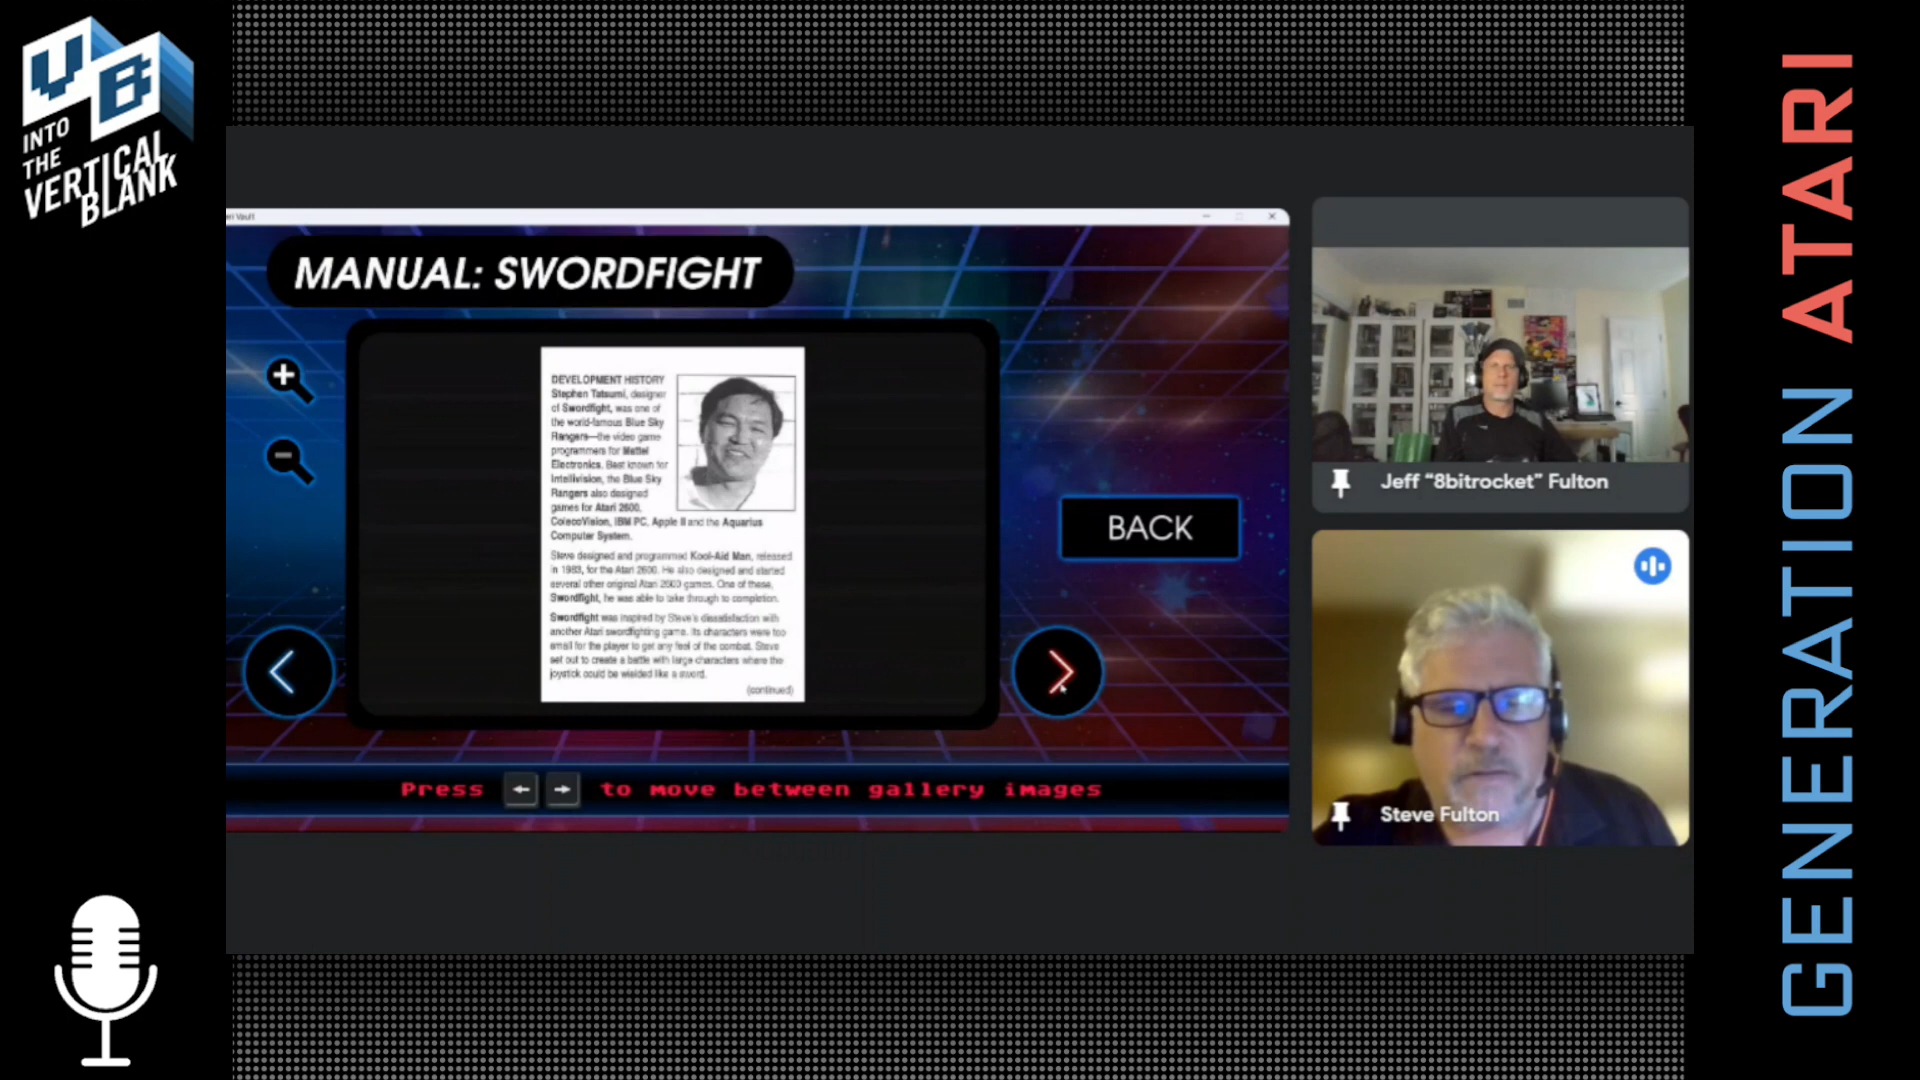 VB
INTO
THE
VERTICAL
BLANK
MANUAL: SWORDFIGHT
DEVELOPMENT HISTORY
Stephen Tatsumi, designer
of Swordfight, was one of
the world-famous Blue Sky
Rangers—the video game
programmers for Mattel
Electronics. Best known for
Intellivision, the Blue Sky
Rangers also designed
games for Atari 2600,
ColecoVision, IBM PC, Apple II and the Aquarius
Computer System.
Steve designed and programmed Kool-Aid Man, released
in 1983, for the Atari 2600. He also designed and started
several other original Atari 2600 games. One of these,
Swordfight, he was able to take through to completion.
Swordfight was inspired by Steve's dissatisfaction with
another Atari swordfighting game. Its characters were too
small for the player to get any feel of the combat. Steve
set out to create a battle with large characters where the
joystick could be wielded like a sword.
(continued)
BACK
Press ← → to move between gallery images
Jeff "8bitrocket" Fulton
Steve Fulton
GENERATION ATARI